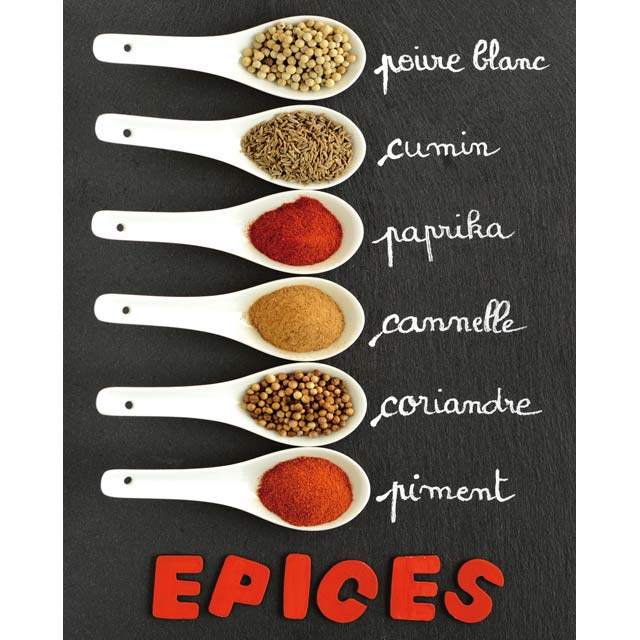 poivre blanc
cumin
paprika
cannelle
coriandre
piment
EPICES